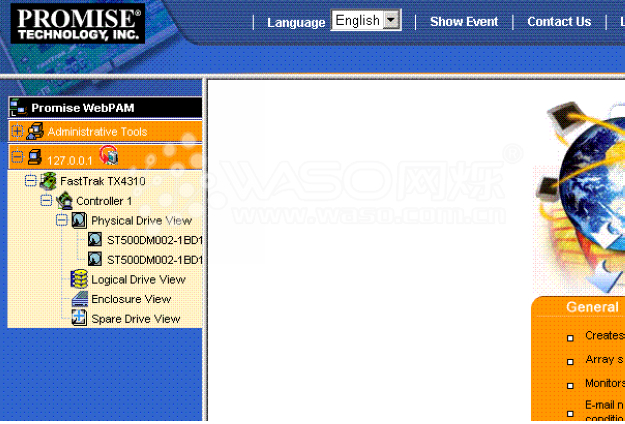 PROMISE®
TECHNOLOGY, INC.
Language English Show Event Contact Us L
Promise WebPAM
Administrative Tools
127.0.0.1
FastTrak TX4310
Controller 1
Physical Drive View
ST500DM002-1BD1
ST500DM002-1BD1
Logical Drive View
Enclosure View
Spare Drive View
WASO网烁®
www.waso.com.cn
General
Creates
Array s
Monitors
E-mail n
conditio